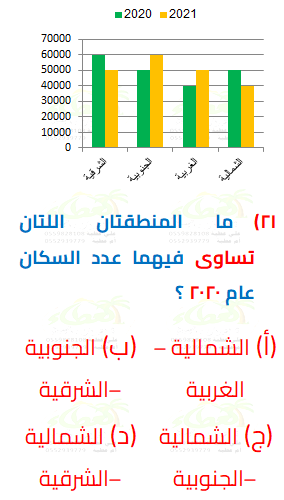 2020 2021
70000
60000
50000
40000
30000
20000
10000
0
الشرقية الجنوبية الغربية الشمالية
٢١) ما المنطقتان اللتان
تساوى فيهما عدد السكان
عام ٢٠٢٠ ؟
(أ) الشمالية – (ب) الجنوبية
الغربية –الشرقية
(ج) الشمالية (د) الشمالية
–الجنوبية –الشرقية